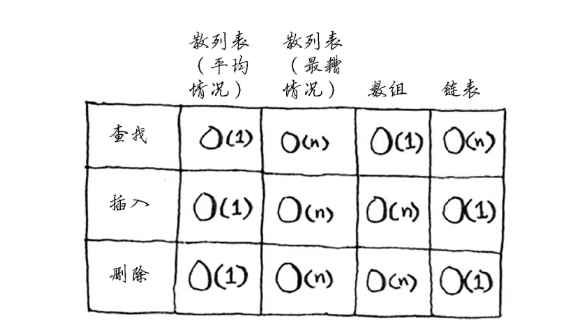 散列表
（平均
情况）
散列表
（最糟
情况）
数组
链表
查找 O(1) O(n) O(1) O(n)
插入 O(1) O(n) O(n) O(1)
删除 O(1) O(n) O(n) O(1)